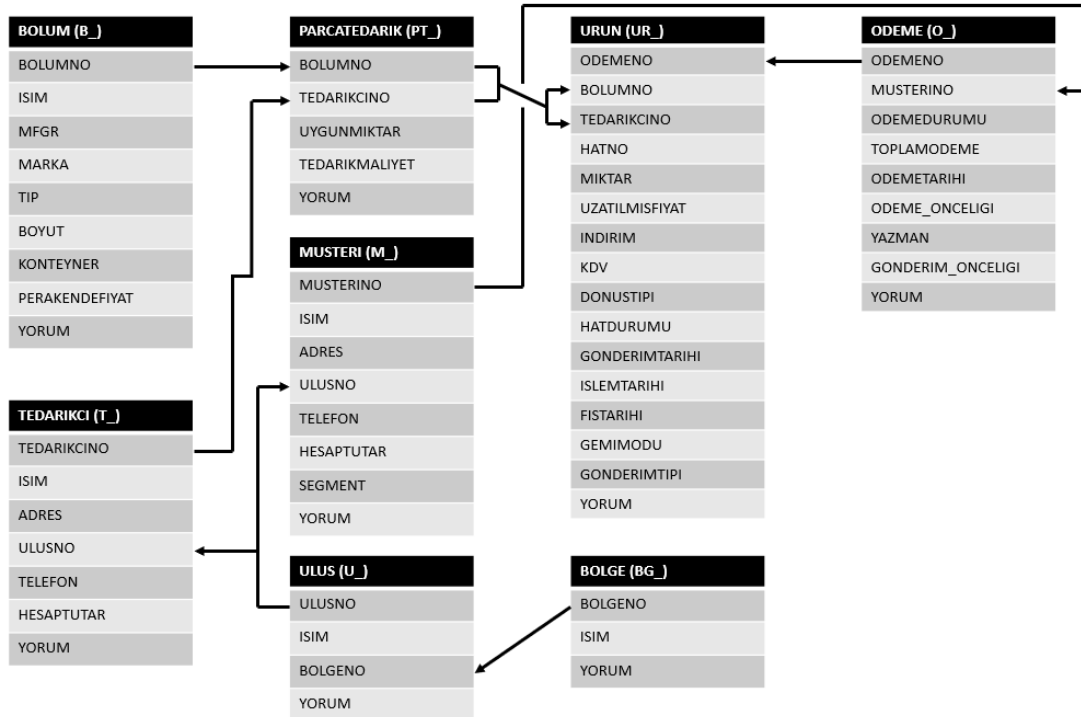 BOLUM (B_)
BOLUMNO
ISIM
MFGR
MARKA
TIP
BOYUT
KONTEYNER
PERAKENDEFIYAT
YORUM
TEDARIKCI (T_)
TEDARIKCINO
ISIM
ADRES
ULUSNO
TELEFON
HESAPTUTAR
YORUM
PARCATEDARIK (PT_)
BOLUMNO
TEDARIKCINO
UYGUNMIKTAR
TEDARIKMALIYET
YORUM
MUSTERI (M_)
MUSTERINO
ISIM
ADRES
ULUSNO
TELEFON
HESAPTUTAR
SEGMENT
YORUM
ULUS (U_)
ULUSNO
ISIM
BOLGENO
YORUM
URUN (UR_)
ODEMENO
BOLUMNO
TEDARIKCINO
HATNO
MIKTAR
UZATILMISFIYAT
INDIRIM
KDV
DONUSTIPI
HATDURUMU
GONDERIMTARIHI
ISLEMTARIHI
FISTARIHI
GEMIMODU
GONDERIMTIPI
YORUM
BOLGE (BG_)
BOLGENO
ISIM
YORUM
ODEME (O_)
ODEMENO
MUSTERINO
ODEMEDURUMU
TOPLAMODEME
ODEMETARIHI
ODEME_ONCELIGI
YAZMAN
GONDERIM_ONCELIGI
YORUM